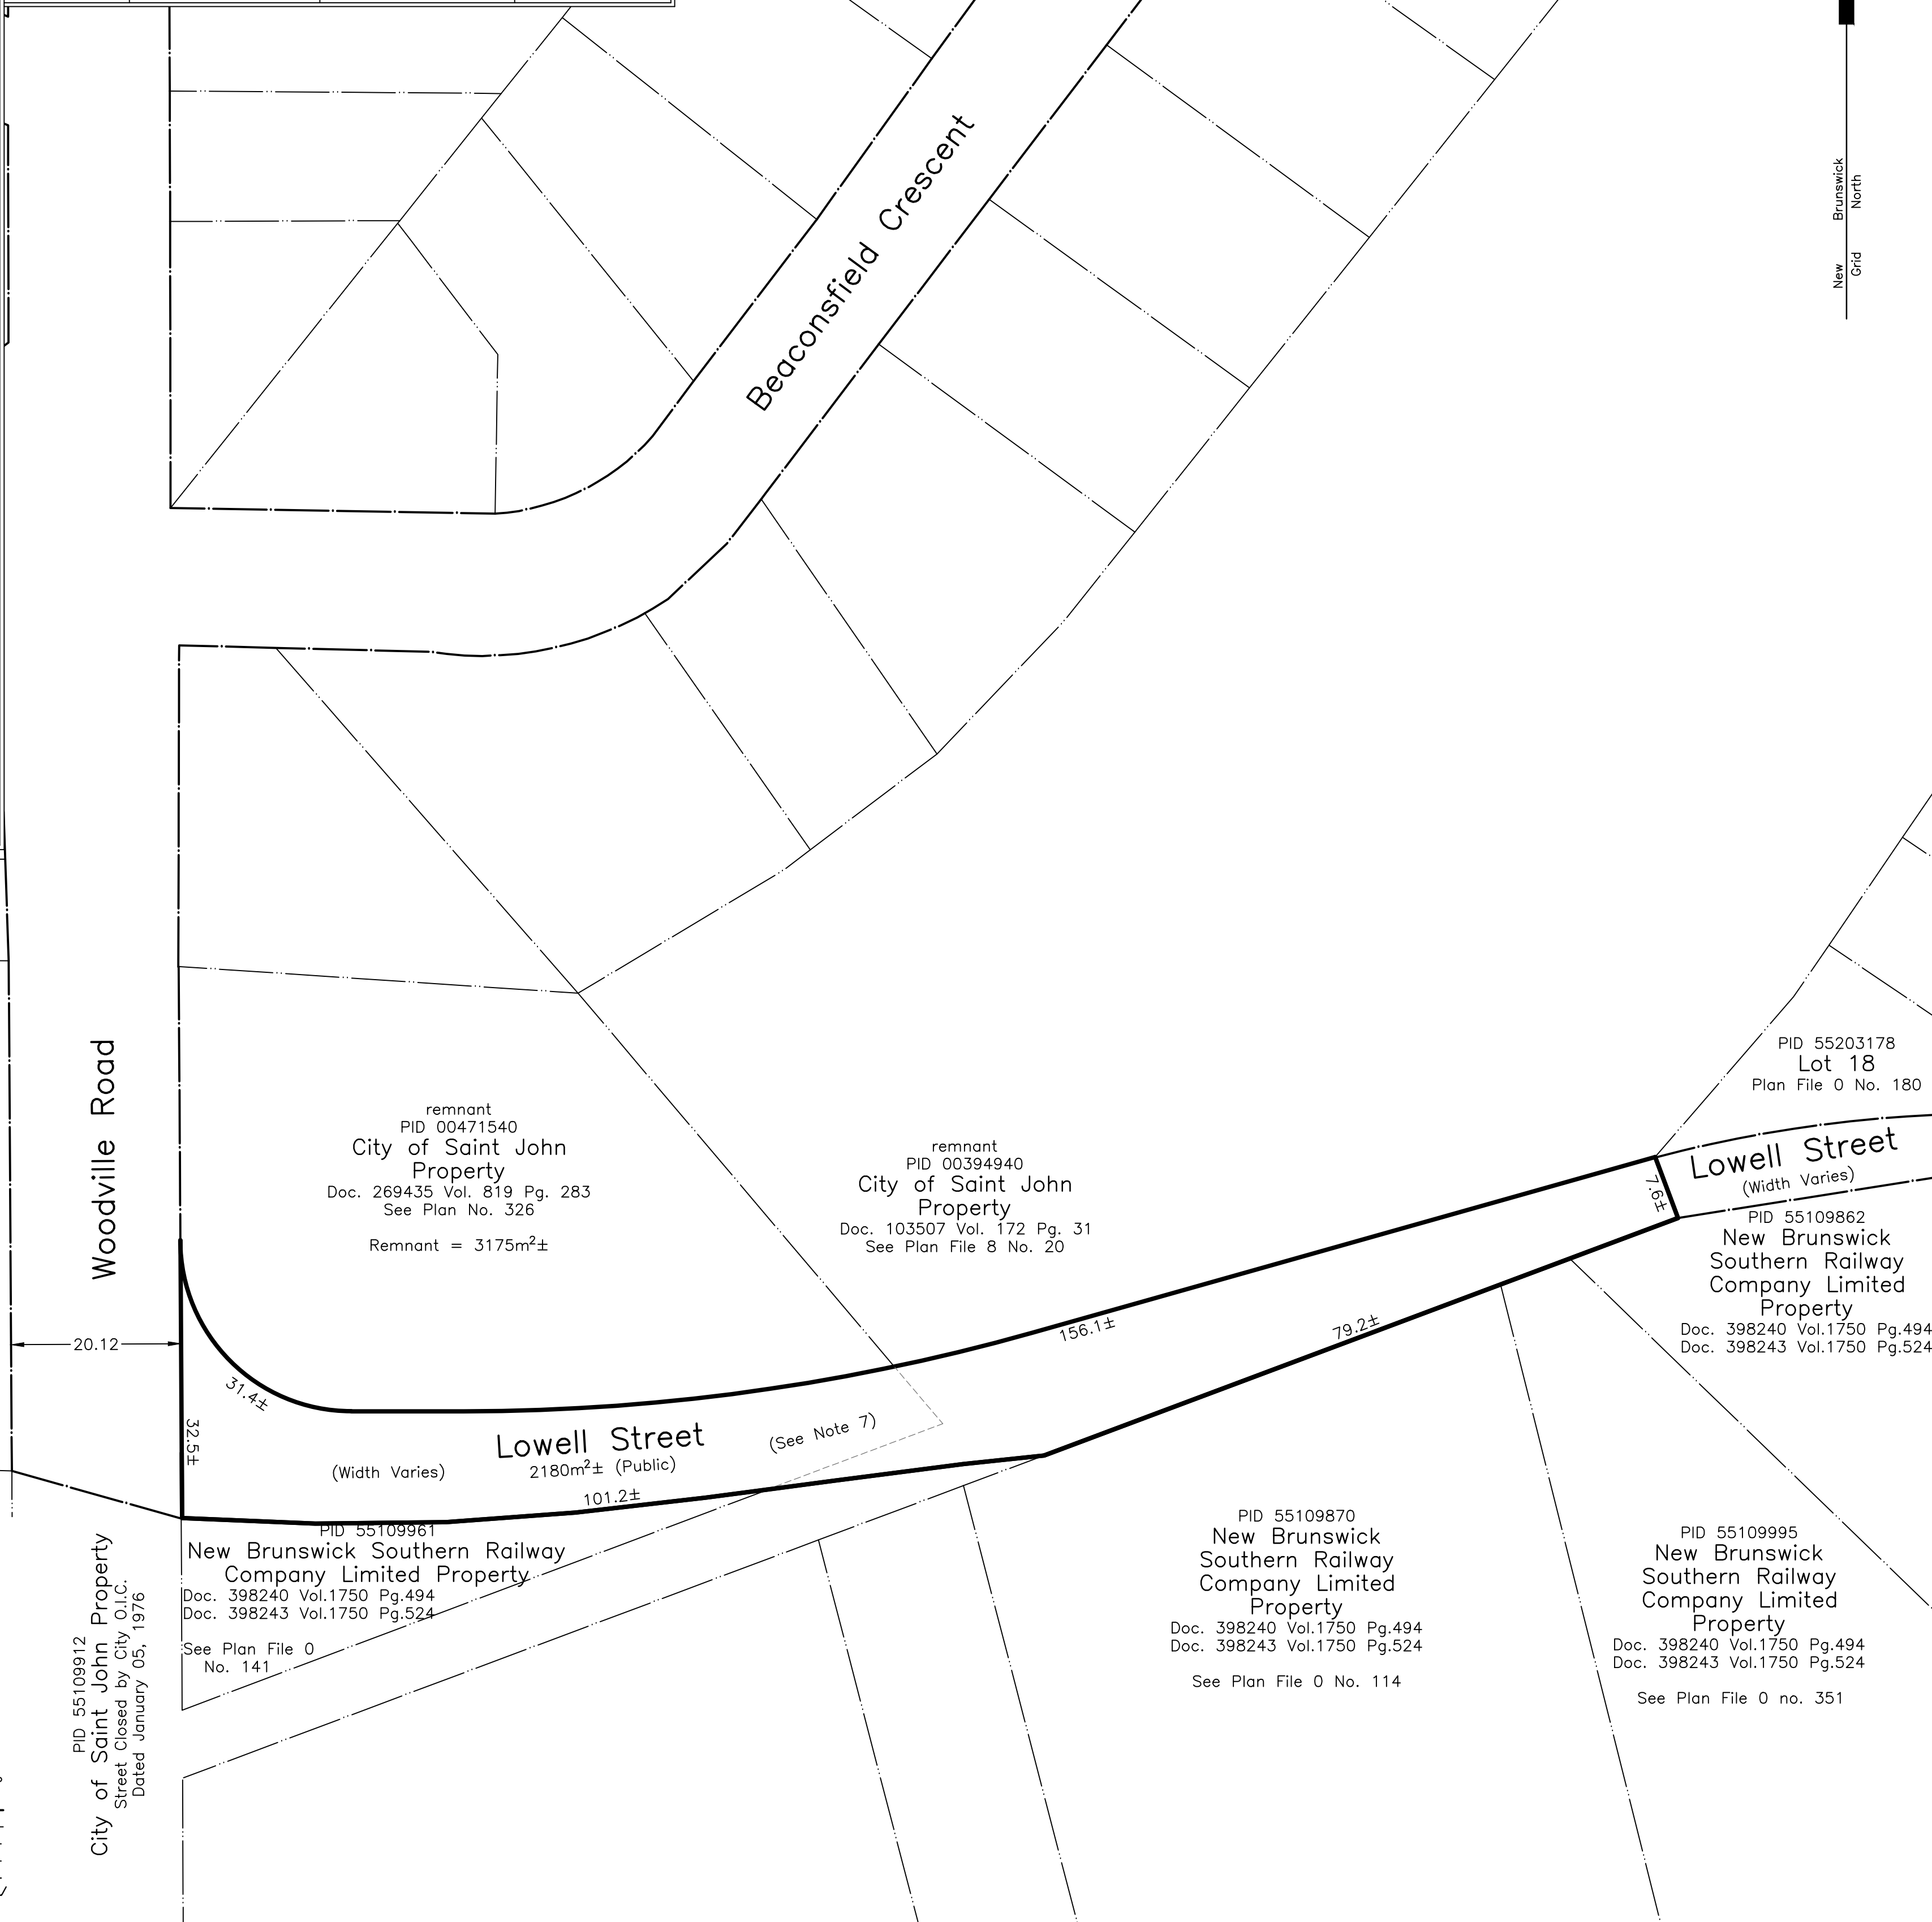 Beaconsfield Crescent
New Brunswick
Grid North
Woodville Road
remnant
PID 00471540
City of Saint John
Property
Doc. 269435 Vol. 819 Pg. 283
See Plan No. 326
Remnant = 3175m²±
remnant
PID 00394940
City of Saint John
Property
Doc. 103507 Vol. 172 Pg. 31
See Plan File 8 No. 20
PID 55203178
Lot 18
Plan File 0 No. 180
Lowell Street
(Width Varies)
7.6±
PID 55109862
New Brunswick
Southern Railway
Company Limited
Property
Doc. 398240 Vol.1750 Pg.494
Doc. 398243 Vol.1750 Pg.524
20.12
31.4±
32.5±
156.1±
79.2±
Lowell Street
(See Note 7)
(Width Varies)
2180m²± (Public)
101.2±
PID 55109961
New Brunswick Southern Railway
Company Limited Property
Doc. 398240 Vol.1750 Pg.494
Doc. 398243 Vol.1750 Pg.524
See Plan File 0
No. 141
PID 55109912
City of Saint John Property
Street Closed by City O.I.C.
Dated January 05, 1976
PID 55109870
New Brunswick
Southern Railway
Company Limited
Property
Doc. 398240 Vol.1750 Pg.494
Doc. 398243 Vol.1750 Pg.524
See Plan File 0 No. 114
PID 55109995
New Brunswick
Southern Railway
Company Limited
Property
Doc. 398240 Vol.1750 Pg.494
Doc. 398243 Vol.1750 Pg.524
See Plan File 0 no. 351